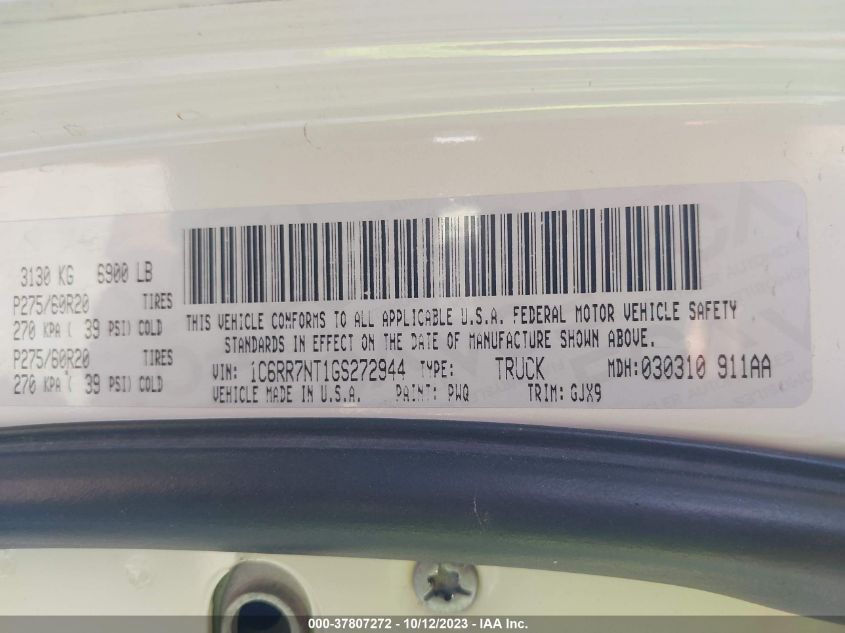 3130 KG 6900 LB
P275/60R20 TIRES
270 KPA ( 39 PSI) COLD
P275/60R20 TIRES
270 KPA ( 39 PSI) COLD
THIS VEHICLE CONFORMS TO ALL APPLICABLE U.S.A. FEDERAL MOTOR VEHICLE SAFETY
STANDARDS IN EFFECT ON THE DATE OF MANUFACTURE SHOWN ABOVE.
VIN: 1C6RR7NT1GS272944 TYPE: TRUCK MDH: 030310 911AA
VEHICLE MADE IN U.S.A. PAINT: PWQ TRIM: GJX9
000-37807272 - 10/12/2023 - IAA Inc.